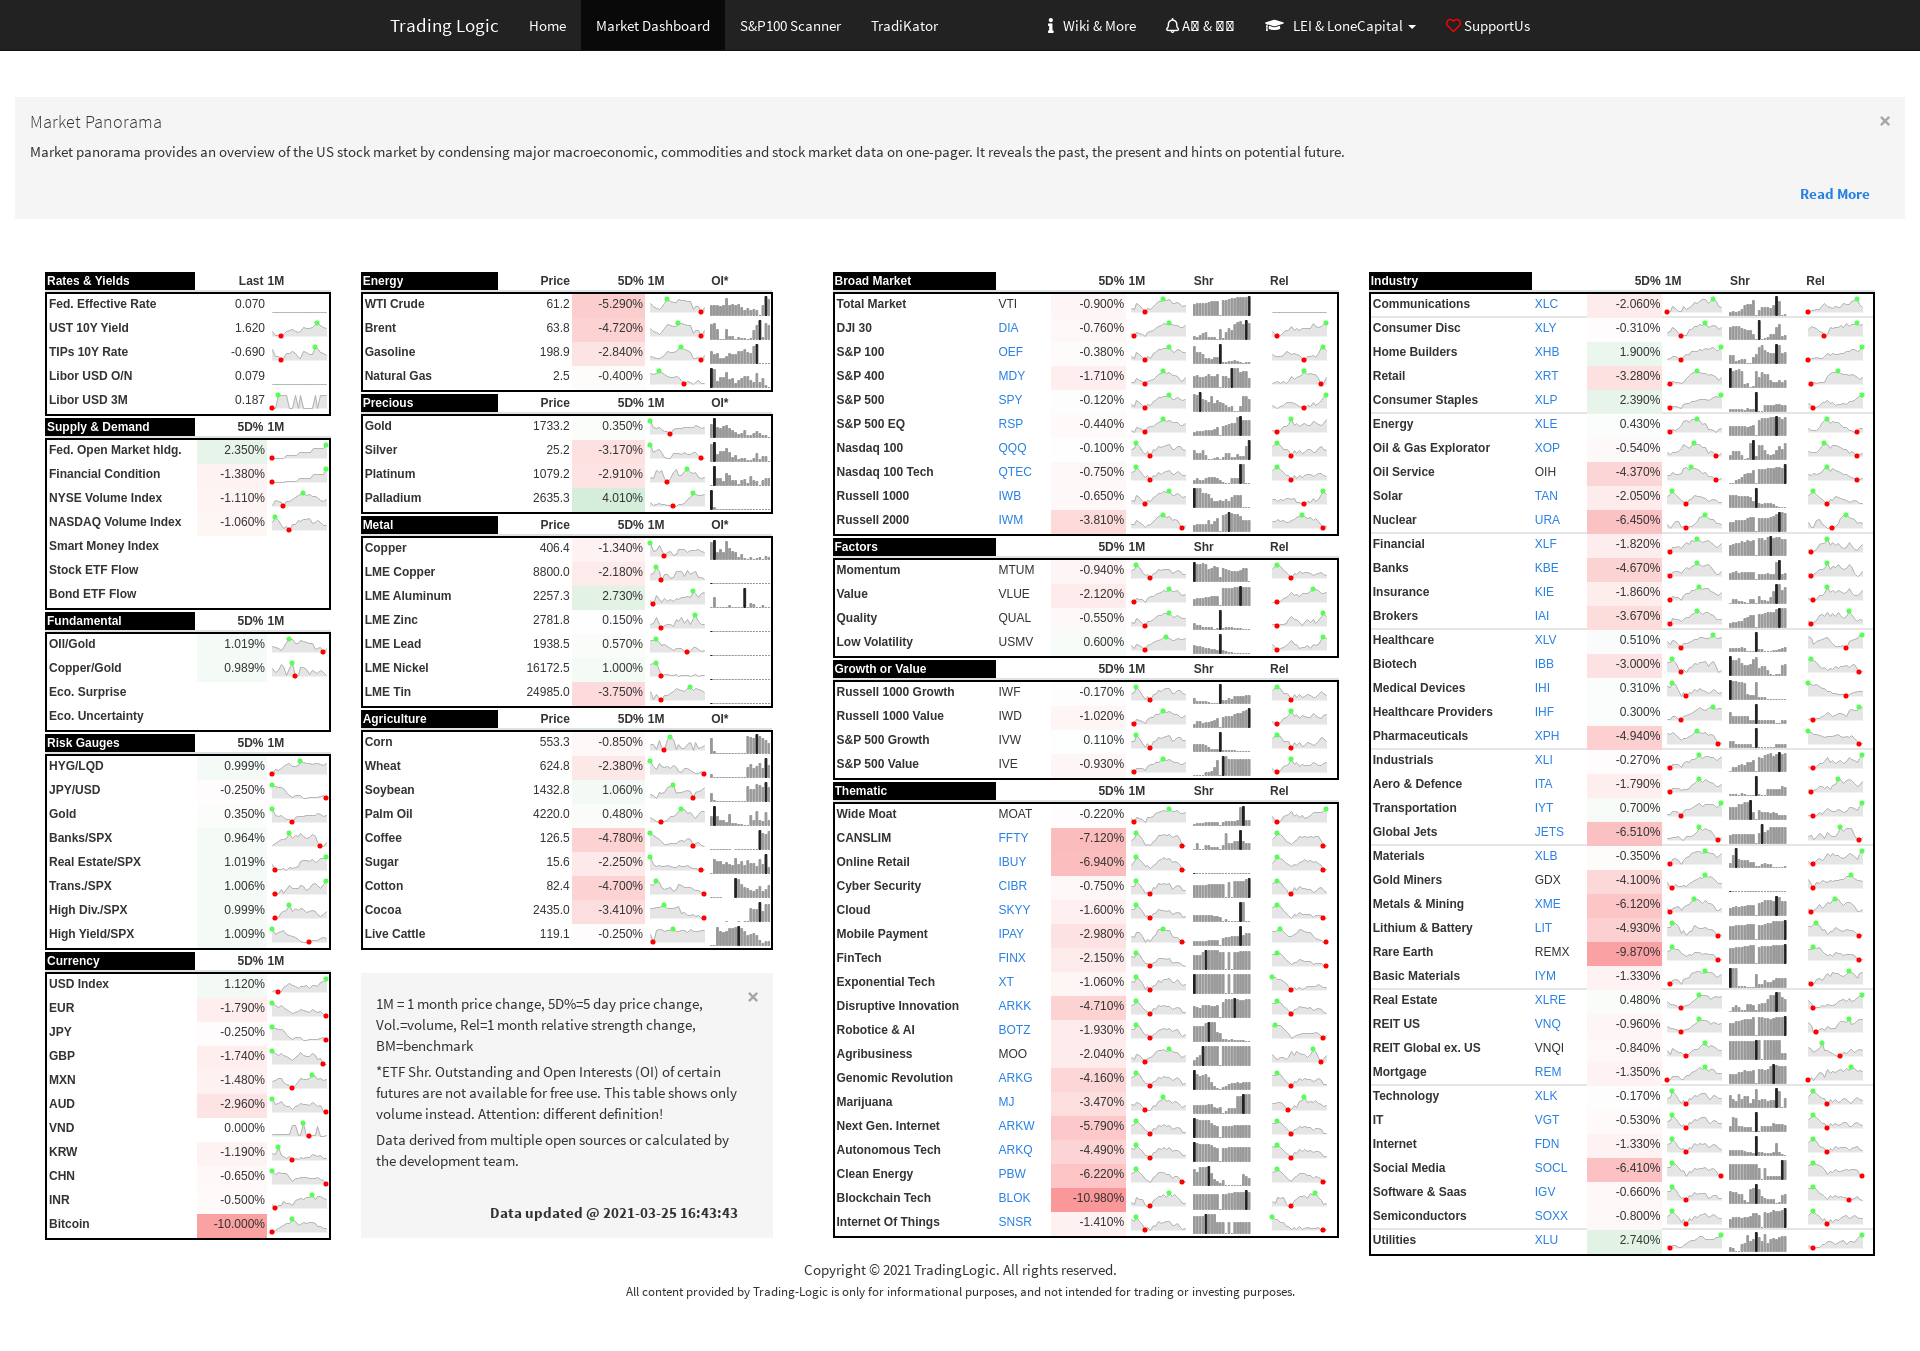 Trading Logic Home Market Dashboard S&P100 Scanner TradiKator Wiki & More LEI & LoneCapital SupportUs
Market Panorama ×
Market panorama provides an overview of the US stock market by condensing major macroeconomic, commodities and stock market data on one-pager. It reveals the past, the present and hints on potential future.
Read More
Rates & Yields Last 1M
Fed. Effective Rate 0.070
UST 10Y Yield 1.620
TIPs 10Y Rate -0.690
Libor USD O/N 0.079
Libor USD 3M 0.187
Supply & Demand 5D% 1M
Fed. Open Market hldg. 2.350%
Financial Condition -1.380%
NYSE Volume Index -1.110%
NASDAQ Volume Index -1.060%
Smart Money Index
Stock ETF Flow
Bond ETF Flow
Fundamental 5D% 1M
Oll/Gold 1.019%
Copper/Gold 0.989%
Eco. Surprise
Eco. Uncertainty
Risk Gauges 5D% 1M
HYG/LQD 0.999%
JPY/USD -0.250%
Gold 0.350%
Banks/SPX 0.964%
Real Estate/SPX 1.019%
Trans./SPX 1.006%
High Div./SPX 0.999%
High Yield/SPX 1.009%
Currency 5D% 1M
USD Index 1.120%
EUR -1.790%
JPY -0.250%
GBP -1.740%
MXN -1.480%
AUD -2.960%
VND 0.000%
KRW -1.190%
CHN -0.650%
INR -0.500%
Bitcoin -10.000%
Energy Price 5D% 1M OI*
WTI Crude 61.2 -5.290%
Brent 63.8 -4.720%
Gasoline 198.9 -2.840%
Natural Gas 2.5 -0.400%
Precious Price 5D% 1M OI*
Gold 1733.2 0.350%
Silver 25.2 -3.170%
Platinum 1079.2 -2.910%
Palladium 2635.3 4.010%
Metal Price 5D% 1M OI*
Copper 406.4 -1.340%
LME Copper 8800.0 -2.180%
LME Aluminum 2257.3 2.730%
LME Zinc 2781.8 0.150%
LME Lead 1938.5 0.570%
LME Nickel 16172.5 1.000%
LME Tin 24985.0 -3.750%
Agriculture Price 5D% 1M OI*
Corn 553.3 -0.850%
Wheat 624.8 -2.380%
Soybean 1432.8 1.060%
Palm Oil 4220.0 0.480%
Coffee 126.5 -4.780%
Sugar 15.6 -2.250%
Cotton 82.4 -4.700%
Cocoa 2435.0 -3.410%
Live Cattle 119.1 -0.250%
×
1M = 1 month price change, 5D%=5 day price change,
Vol.=volume, Rel=1 month relative strength change,
BM=benchmark
*ETF Shr. Outstanding and Open Interests (OI) of certain
futures are not available for free use. This table shows only
volume instead. Attention: different definition!
Data derived from multiple open sources or calculated by
the development team.
Data updated @ 2021-03-25 16:43:43
Broad Market 5D% 1M Shr Rel
Total Market VTI -0.900%
DJI 30 DIA -0.760%
S&P 100 OEF -0.380%
S&P 400 MDY -1.710%
S&P 500 SPY -0.120%
S&P 500 EQ RSP -0.440%
Nasdaq 100 QQQ -0.100%
Nasdaq 100 Tech QTEC -0.750%
Russell 1000 IWB -0.650%
Russell 2000 IWM -3.810%
Factors 5D% 1M Shr Rel
Momentum MTUM -0.940%
Value VLUE -2.120%
Quality QUAL -0.550%
Low Volatility USMV 0.600%
Growth or Value 5D% 1M Shr Rel
Russell 1000 Growth IWF -0.170%
Russell 1000 Value IWD -1.020%
S&P 500 Growth IVW 0.110%
S&P 500 Value IVE -0.930%
Thematic 5D% 1M Shr Rel
Wide Moat MOAT -0.220%
CANSLIM FFTY -7.120%
Online Retail IBUY -6.940%
Cyber Security CIBR -0.750%
Cloud SKYY -1.600%
Mobile Payment IPAY -2.980%
FinTech FINX -2.150%
Exponential Tech XT -1.060%
Disruptive Innovation ARKK -4.710%
Robotice & AI BOTZ -1.930%
Agribusiness MOO -2.040%
Genomic Revolution ARKG -4.160%
Marijuana MJ -3.470%
Next Gen. Internet ARKW -5.790%
Autonomous Tech ARKQ -4.490%
Clean Energy PBW -6.220%
Blockchain Tech BLOK -10.980%
Internet Of Things SNSR -1.410%
Industry 5D% 1M Shr Rel
Communications XLC -2.060%
Consumer Disc XLY -0.310%
Home Builders XHB 1.900%
Retail XRT -3.280%
Consumer Staples XLP 2.390%
Energy XLE 0.430%
Oil & Gas Explorator XOP -0.540%
Oil Service OIH -4.370%
Solar TAN -2.050%
Nuclear URA -6.450%
Financial XLF -1.820%
Banks KBE -4.670%
Insurance KIE -1.860%
Brokers IAI -3.670%
Healthcare XLV 0.510%
Biotech IBB -3.000%
Medical Devices IHI 0.310%
Healthcare Providers IHF 0.300%
Pharmaceuticals XPH -4.940%
Industrials XLI -0.270%
Aero & Defence ITA -1.790%
Transportation IYT 0.700%
Global Jets JETS -6.510%
Materials XLB -0.350%
Gold Miners GDX -4.100%
Metals & Mining XME -6.120%
Lithium & Battery LIT -4.930%
Rare Earth REMX -9.870%
Basic Materials IYM -1.330%
Real Estate XLRE 0.480%
REIT US VNQ -0.960%
REIT Global ex. US VNQI -0.840%
Mortgage REM -1.350%
Technology XLK -0.170%
IT VGT -0.530%
Internet FDN -1.330%
Social Media SOCL -6.410%
Software & Saas IGV -0.660%
Semiconductors SOXX -0.800%
Utilities XLU 2.740%
Copyright © 2021 TradingLogic. All rights reserved.
All content provided by Trading-Logic is only for informational purposes, and not intended for trading or investing purposes.